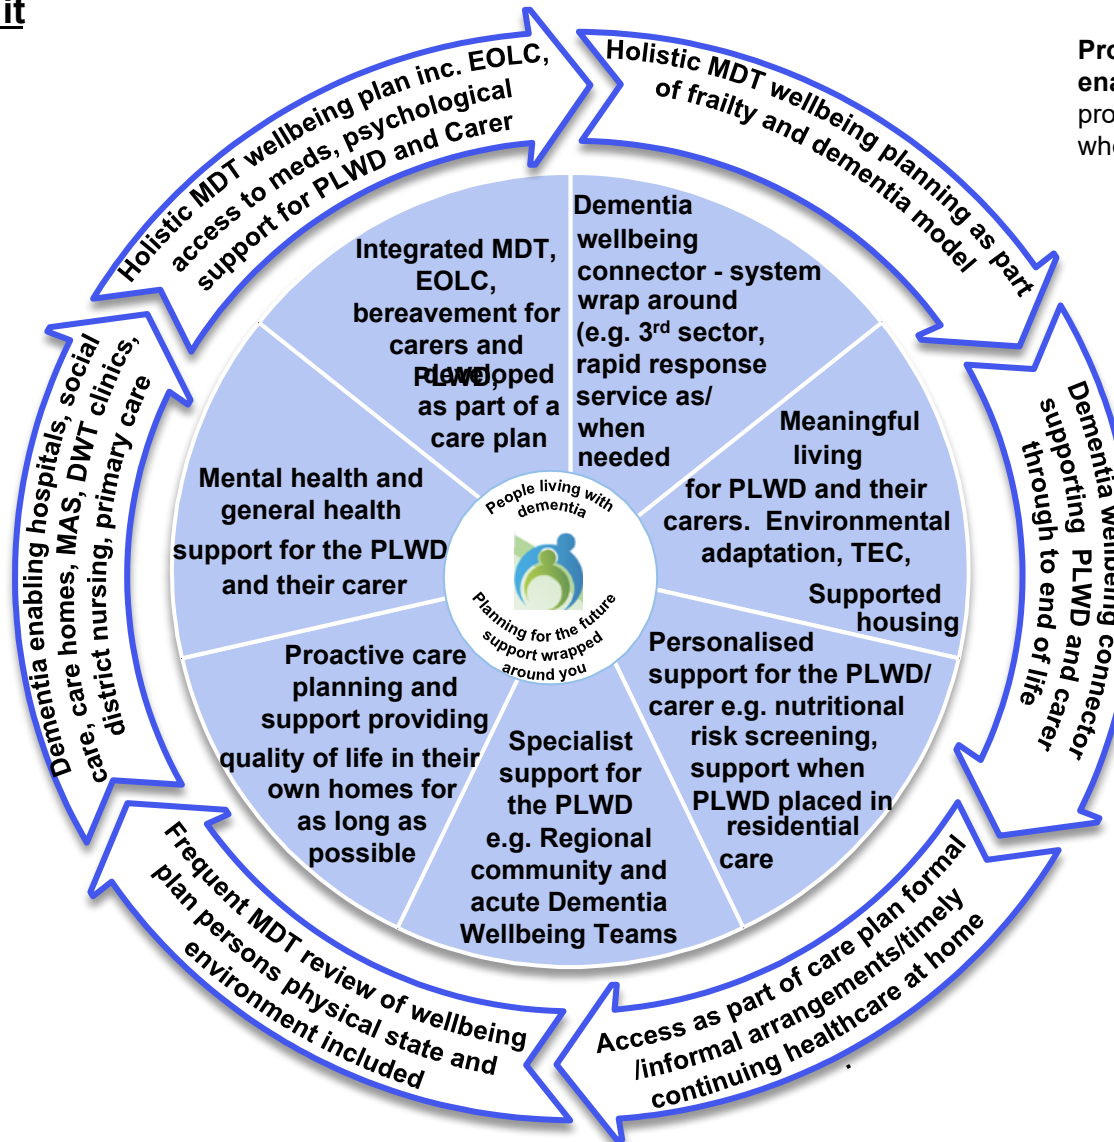 it
Pro
ena
pro
whe
Holistic MDT wellbeing plan inc. EOLC,
access to meds, psychological
support for PLWD and Carer
Holistic MDT wellbeing planning as part
of frailty and dementia model
Dementia wellbeing connector
supporting PLWD and carer
through to end of life
Access as part of care plan formal
/informal arrangements/timely
continuing healthcare at home
.
Frequent MDT review of wellbeing
plan persons physical state and
environment included
Dementia enabling hospitals, social
care, care homes, MAS, DWT clinics,
district nursing, primary care
Integrated MDT,
EOLC,
bereavement for
carers and
PLWD,
developed
as part of a
care plan
Dementia
wellbeing
connector - system
wrap around
(e.g. 3rd sector,
rapid response
service as/
when
needed
Meaningful
living
for PLWD and their
carers. Environmental
adaptation, TEC,
Supported
housing
Personalised
support for the PLWD/
carer e.g. nutritional
risk screening,
support when
PLWD placed in
residential
care
Specialist
support for
the PLWD
e.g. Regional
community and
acute Dementia
Wellbeing Teams
Proactive care
planning and
support providing
quality of life in their
own homes for
as long as
possible
Mental health and
general health
support for the PLWD
and their carer
People living with
dementia
Planning for the future
support wrapped
around you